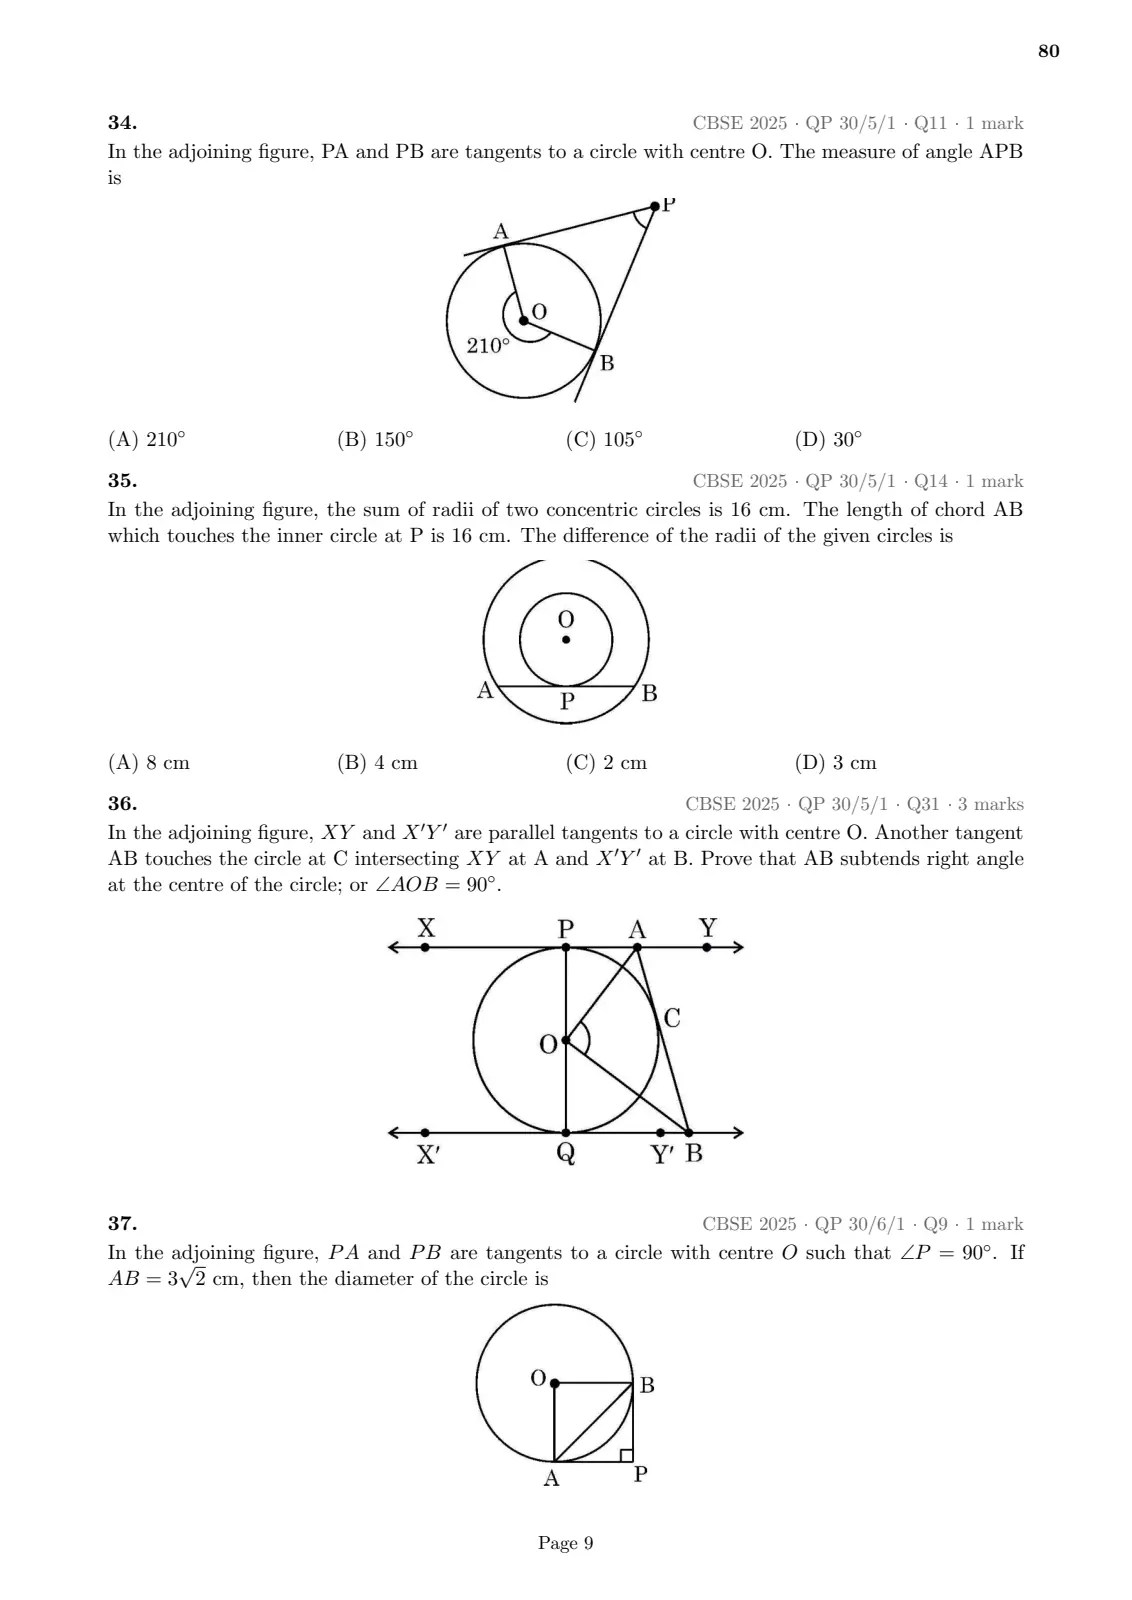 80
34. CBSE 2025 · QP 30/5/1 · Q11 · 1 mark
In the adjoining figure, PA and PB are tangents to a circle with centre O. The measure of angle APB
is
P
A
O
210°
B
(A) 210° (B) 150° (C) 105° (D) 30°
35. CBSE 2025 · QP 30/5/1 · Q14 · 1 mark
In the adjoining figure, the sum of radii of two concentric circles is 16 cm. The length of chord AB
which touches the inner circle at P is 16 cm. The difference of the radii of the given circles is
O
A B
P
(A) 8 cm (B) 4 cm (C) 2 cm (D) 3 cm
36. CBSE 2025 · QP 30/5/1 · Q31 · 3 marks
In the adjoining figure, XY and X′Y′ are parallel tangents to a circle with centre O. Another tangent
AB touches the circle at C intersecting XY at A and X′Y′ at B. Prove that AB subtends right angle
at the centre of the circle; or ∠AOB = 90°.
X P A Y
C
O
X' Q Y' B
37. CBSE 2025 · QP 30/6/1 · Q9 · 1 mark
In the adjoining figure, PA and PB are tangents to a circle with centre O such that ∠P = 90°. If
AB = 3√2 cm, then the diameter of the circle is
O B
A P
Page 9